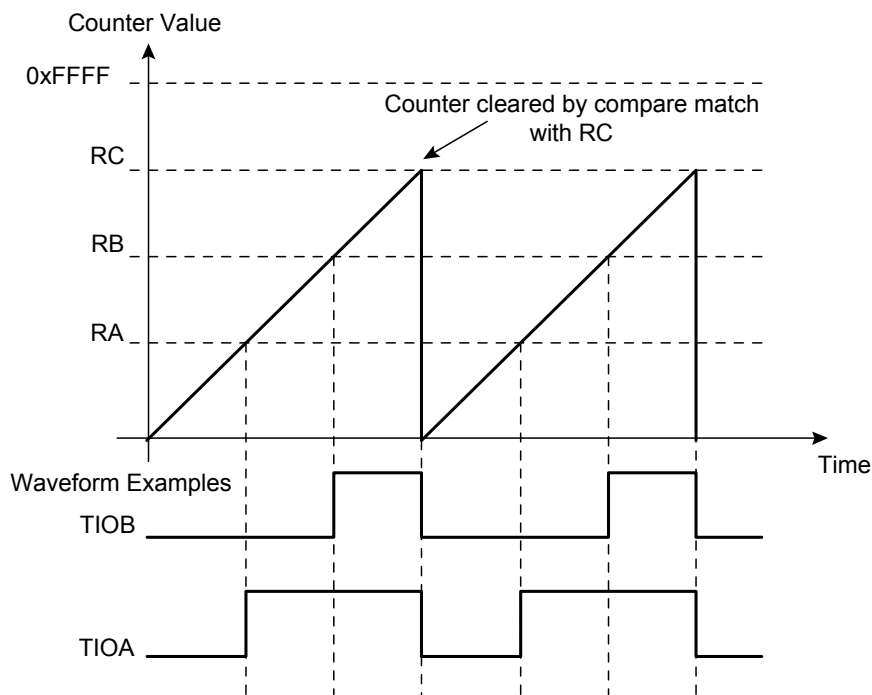 Counter Value
0xFFFF
Counter cleared by compare match
with RC
RC
RB
RA
Time
Waveform Examples
TIOB
TIOA